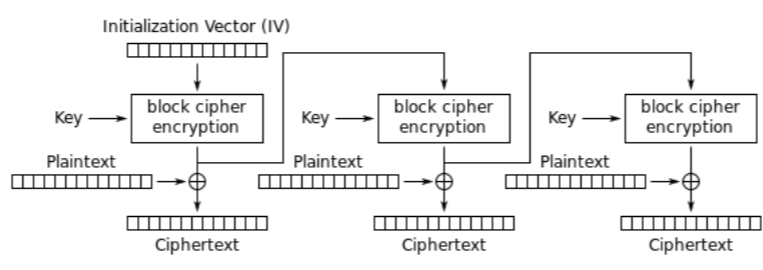 Initialization Vector (IV)
Key
block cipher
encryption
Key
block cipher
encryption
Key
block cipher
encryption
Plaintext
Plaintext
Plaintext
Ciphertext
Ciphertext
Ciphertext